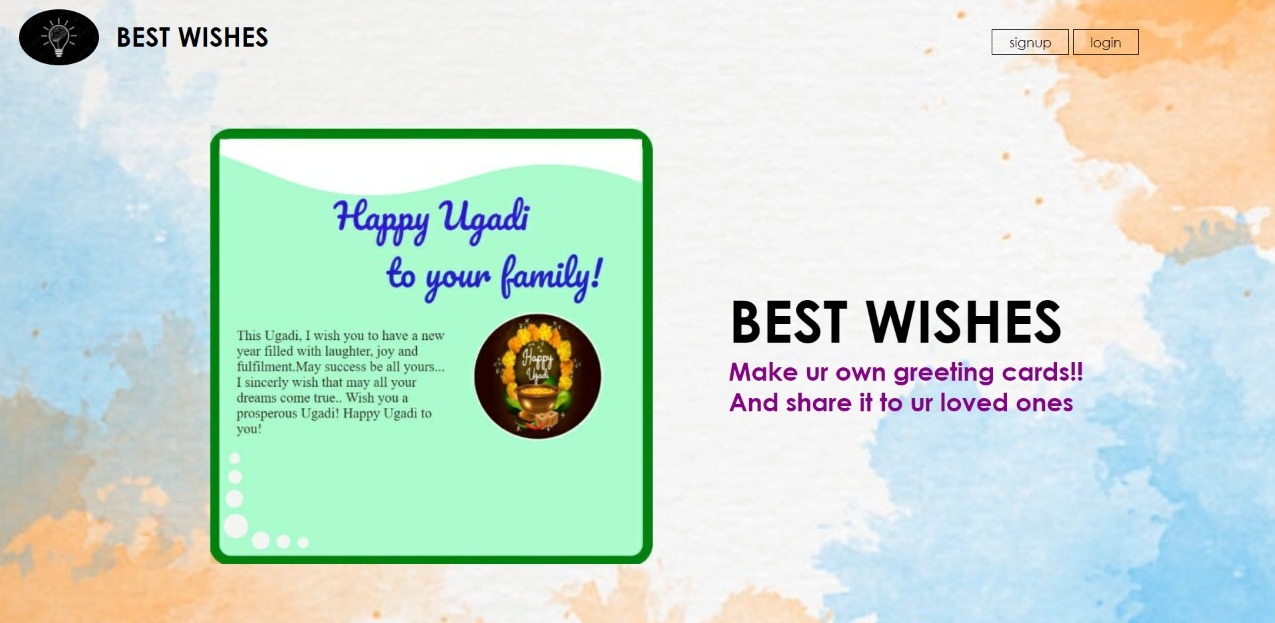 BEST WISHES
signup
login
Happy Ugadi
to your family!
This Ugadi, I wish you to have a new
year filled with laughter, joy and
fulfilment.May success be all yours...
I sincerly wish that may all your
dreams come true.. Wish you a
prosperous Ugadi! Happy Ugadi to
you!
Happy
Ugadi
BEST WISHES
Make ur own greeting cards!!
And share it to ur loved ones